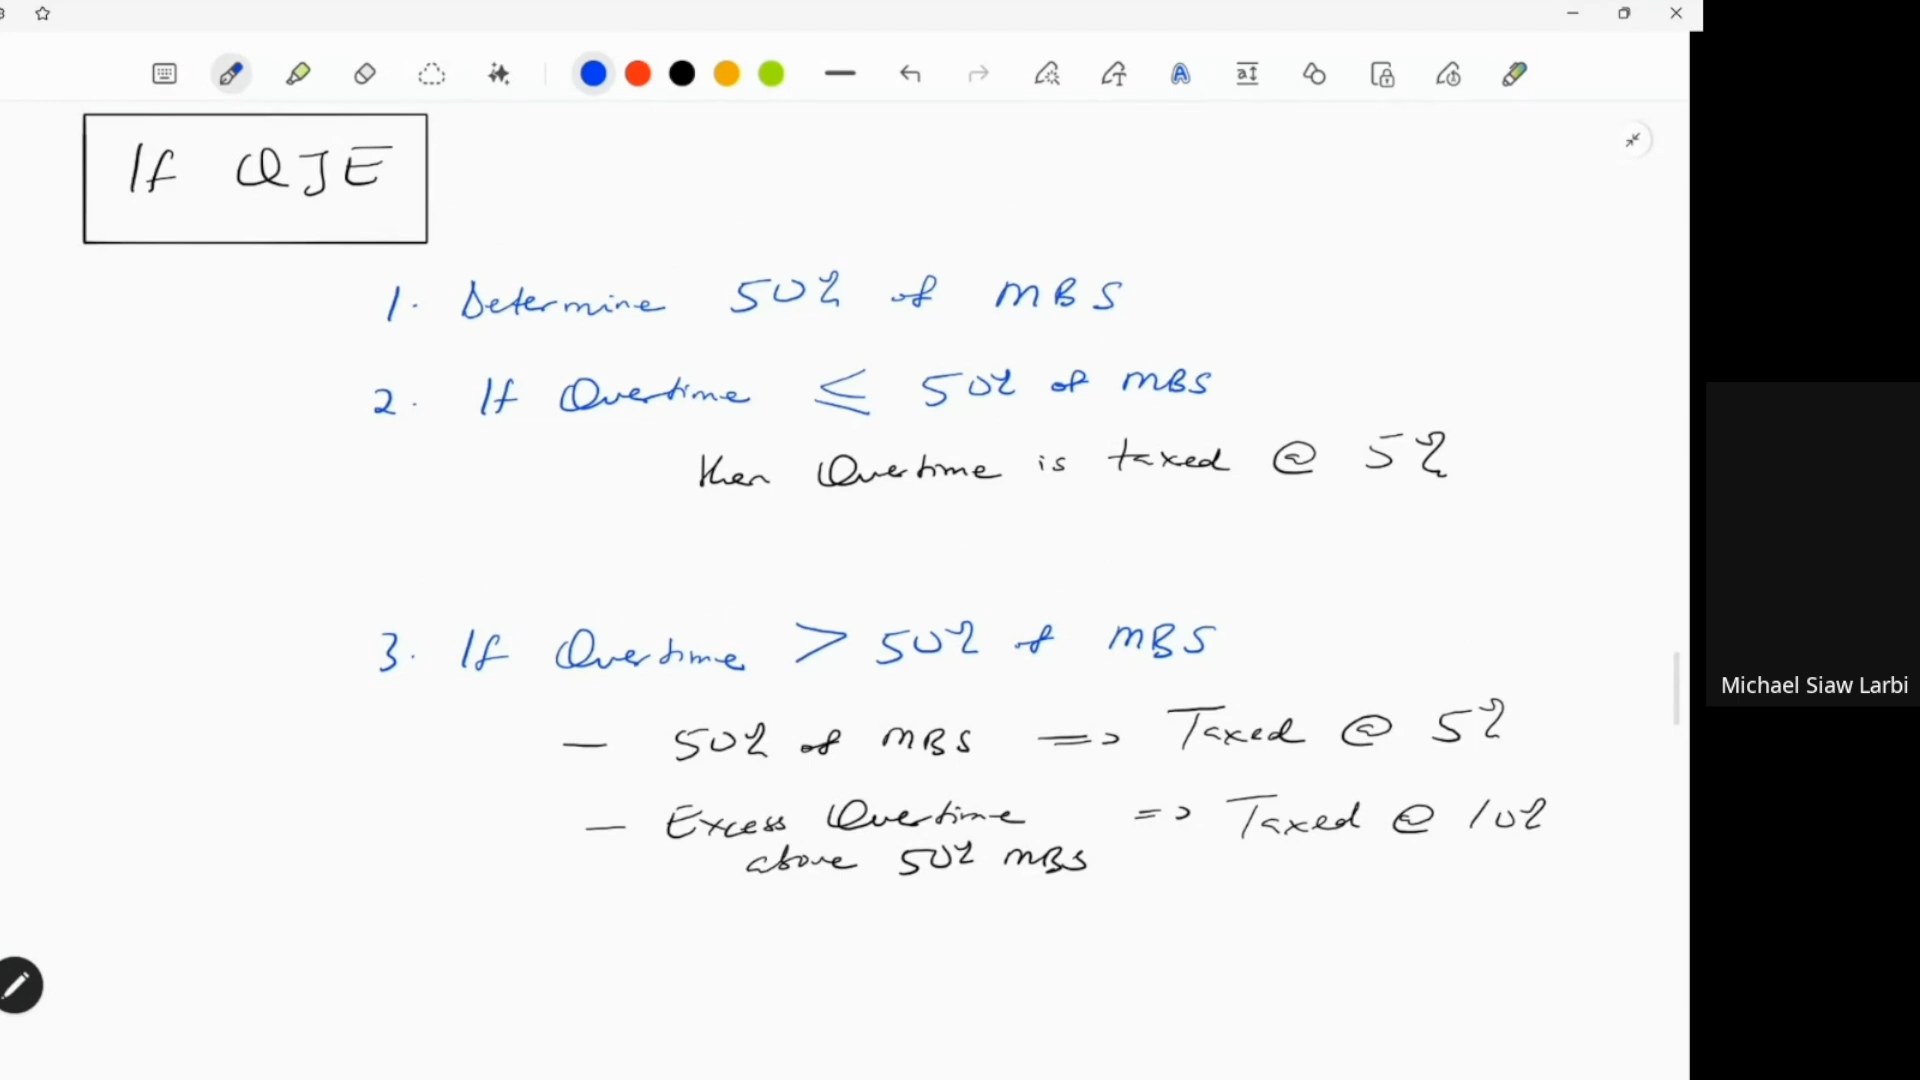 If QJE
1. Determine 50% of MBS
2. If Overtime ≤ 50% of MBS
then Overtime is taxed @ 5%
3. If Overtime > 50% of MBS
— 50% of MBS => Taxed @ 5%
— Excess Overtime => Taxed @ 10%
above 50% MBS
Michael Siaw Larbi